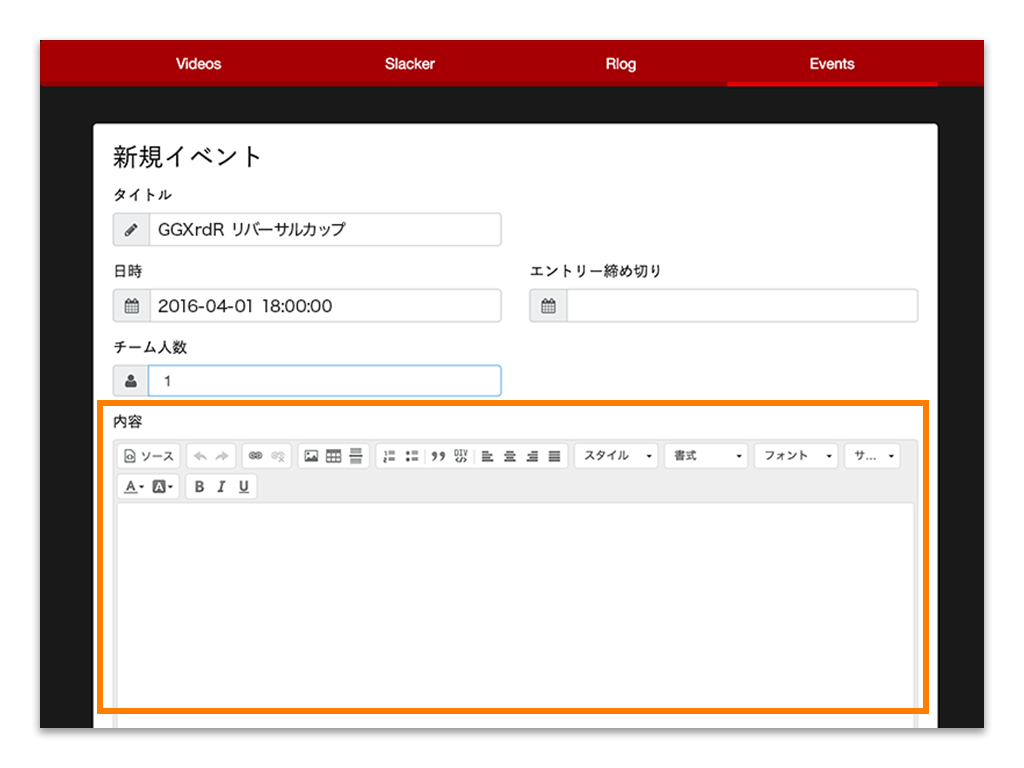 Videos Slacker Rlog Events
新規イベント
タイトル
GGXrdR リバーサルカップ
日時 エントリー締め切り
2016-04-01 18:00:00
チーム人数
1
内容
ソース スタイル 書式 フォント サ...
A A B I U